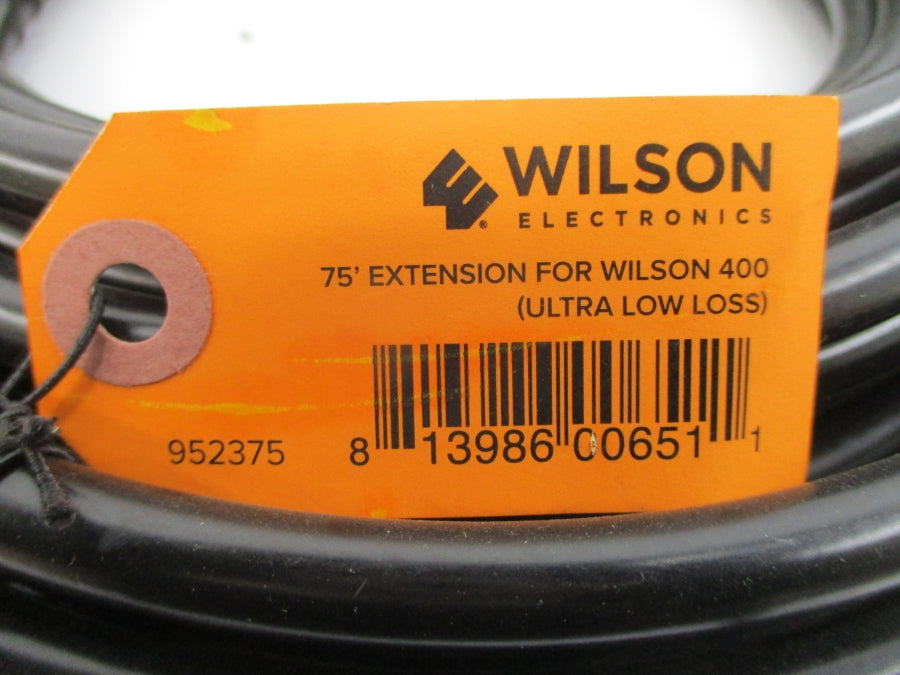 WILSON
ELECTRONICS
75' EXTENSION FOR WILSON 400
(ULTRA LOW LOSS)
952375
8 13986 00651 1